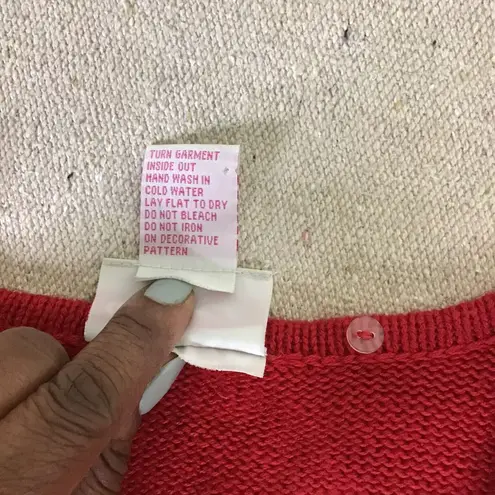 TURN GARMENT
INSIDE OUT
HAND WASH IN
COLD WATER
LAY FLAT TO DRY
DO NOT BLEACH
DO NOT IRON
ON DECORATIVE
PATTERN